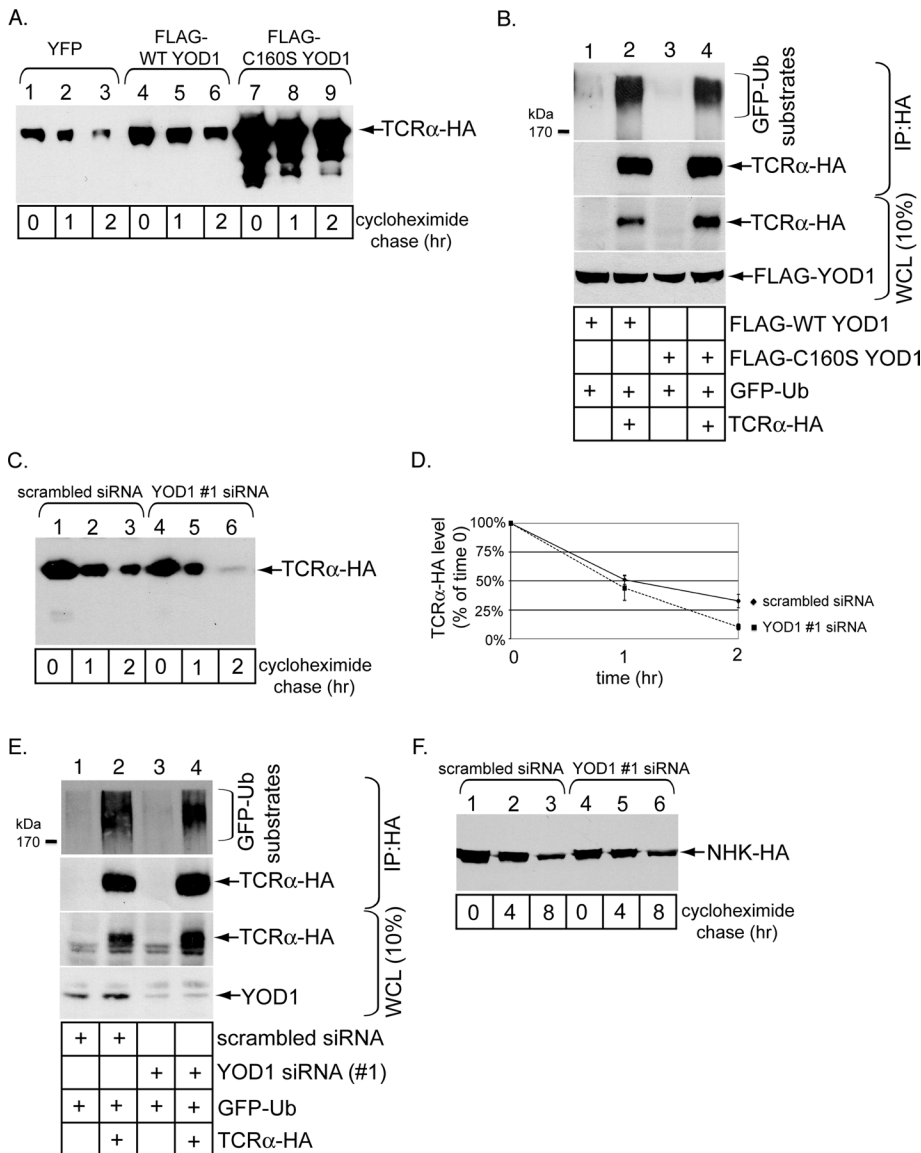 A.
YFP
FLAG-
WT YOD1
FLAG-
C160S YOD1
1 2 3 4 5 6 7 8 9
TCRα-HA
0 1 2 0 1 2 0 1 2
cycloheximide
chase (hr)
B.
1 2 3 4
kDa
170
GFP-Ub
substrates
IP:HA
TCRα-HA
TCRα-HA
WCL (10%)
FLAG-YOD1
+ + FLAG-WT YOD1
+ + FLAG-C160S YOD1
+ + + + GFP-Ub
+ + TCRα-HA
C.
scrambled siRNA YOD1 #1 siRNA
1 2 3 4 5 6
TCRα-HA
0 1 2 0 1 2
cycloheximide
chase (hr)
D.
TCRα-HA level
(% of time 0)
100%
75%
50%
25%
0%
0 1 2
time (hr)
scrambled siRNA
YOD1 #1 siRNA
E.
1 2 3 4
kDa
170
GFP-Ub
substrates
IP:HA
TCRα-HA
TCRα-HA
WCL (10%)
YOD1
+ + scrambled siRNA
+ + YOD1 siRNA (#1)
+ + + + GFP-Ub
+ + TCRα-HA
F.
scrambled siRNA YOD1 #1 siRNA
1 2 3 4 5 6
NHK-HA
0 4 8 0 4 8
cycloheximide
chase (hr)